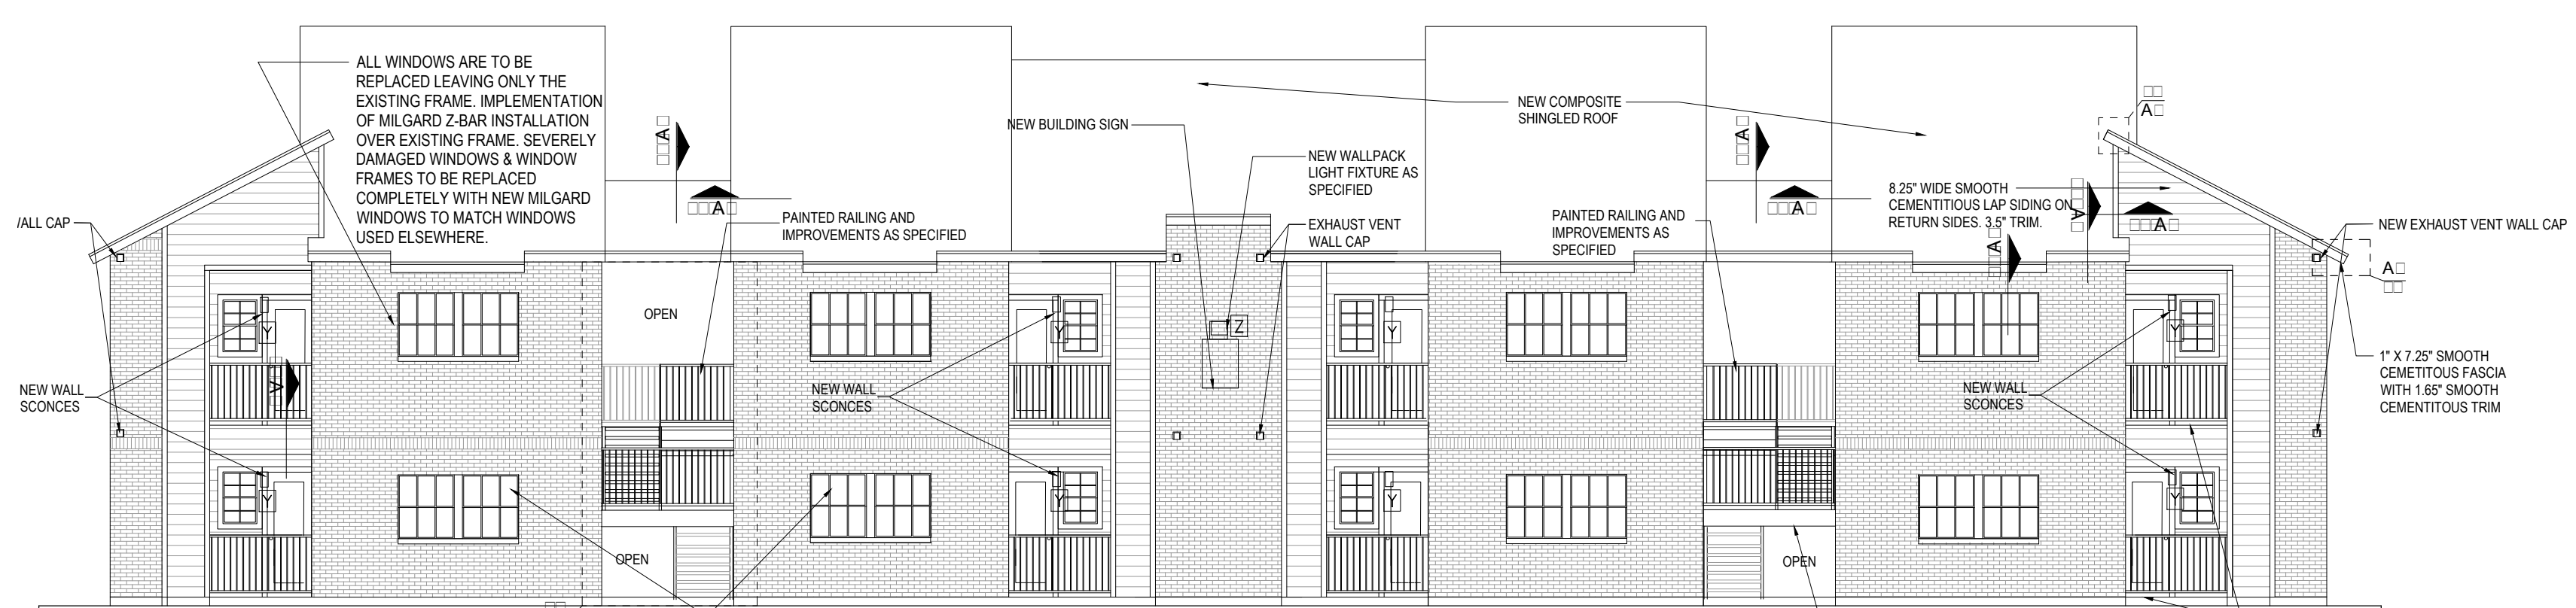 ALL WINDOWS ARE TO BE
REPLACED LEAVING ONLY THE
EXISTING FRAME. IMPLEMENTATION
OF MILGARD Z-BAR INSTALLATION
OVER EXISTING FRAME. SEVERELY
DAMAGED WINDOWS & WINDOW
FRAMES TO BE REPLACED
COMPLETELY WITH NEW MILGARD
WINDOWS TO MATCH WINDOWS
USED ELSEWHERE.
NEW BUILDING SIGN
NEW COMPOSITE
SHINGLED ROOF
NEW WALLPACK
LIGHT FIXTURE AS
SPECIFIED
8.25" WIDE SMOOTH
CEMENTITIOUS LAP SIDING ON
RETURN SIDES. 3.5" TRIM.
/ALL CAP
PAINTED RAILING AND
IMPROVEMENTS AS SPECIFIED
EXHAUST VENT
WALL CAP
PAINTED RAILING AND
IMPROVEMENTS AS
SPECIFIED
NEW EXHAUST VENT WALL CAP
A
A
A
A
A
A
A
A
A
A
OPEN
Y
Y
Y
Z
Y
Y
1" X 7.25" SMOOTH
CEMETITOUS FASCIA
WITH 1.65" SMOOTH
CEMENTITOUS TRIM
NEW WALL
SCONCES
NEW WALL
SCONCES
NEW WALL
SCONCES
Y
Y
Y
Y
OPEN
OPEN